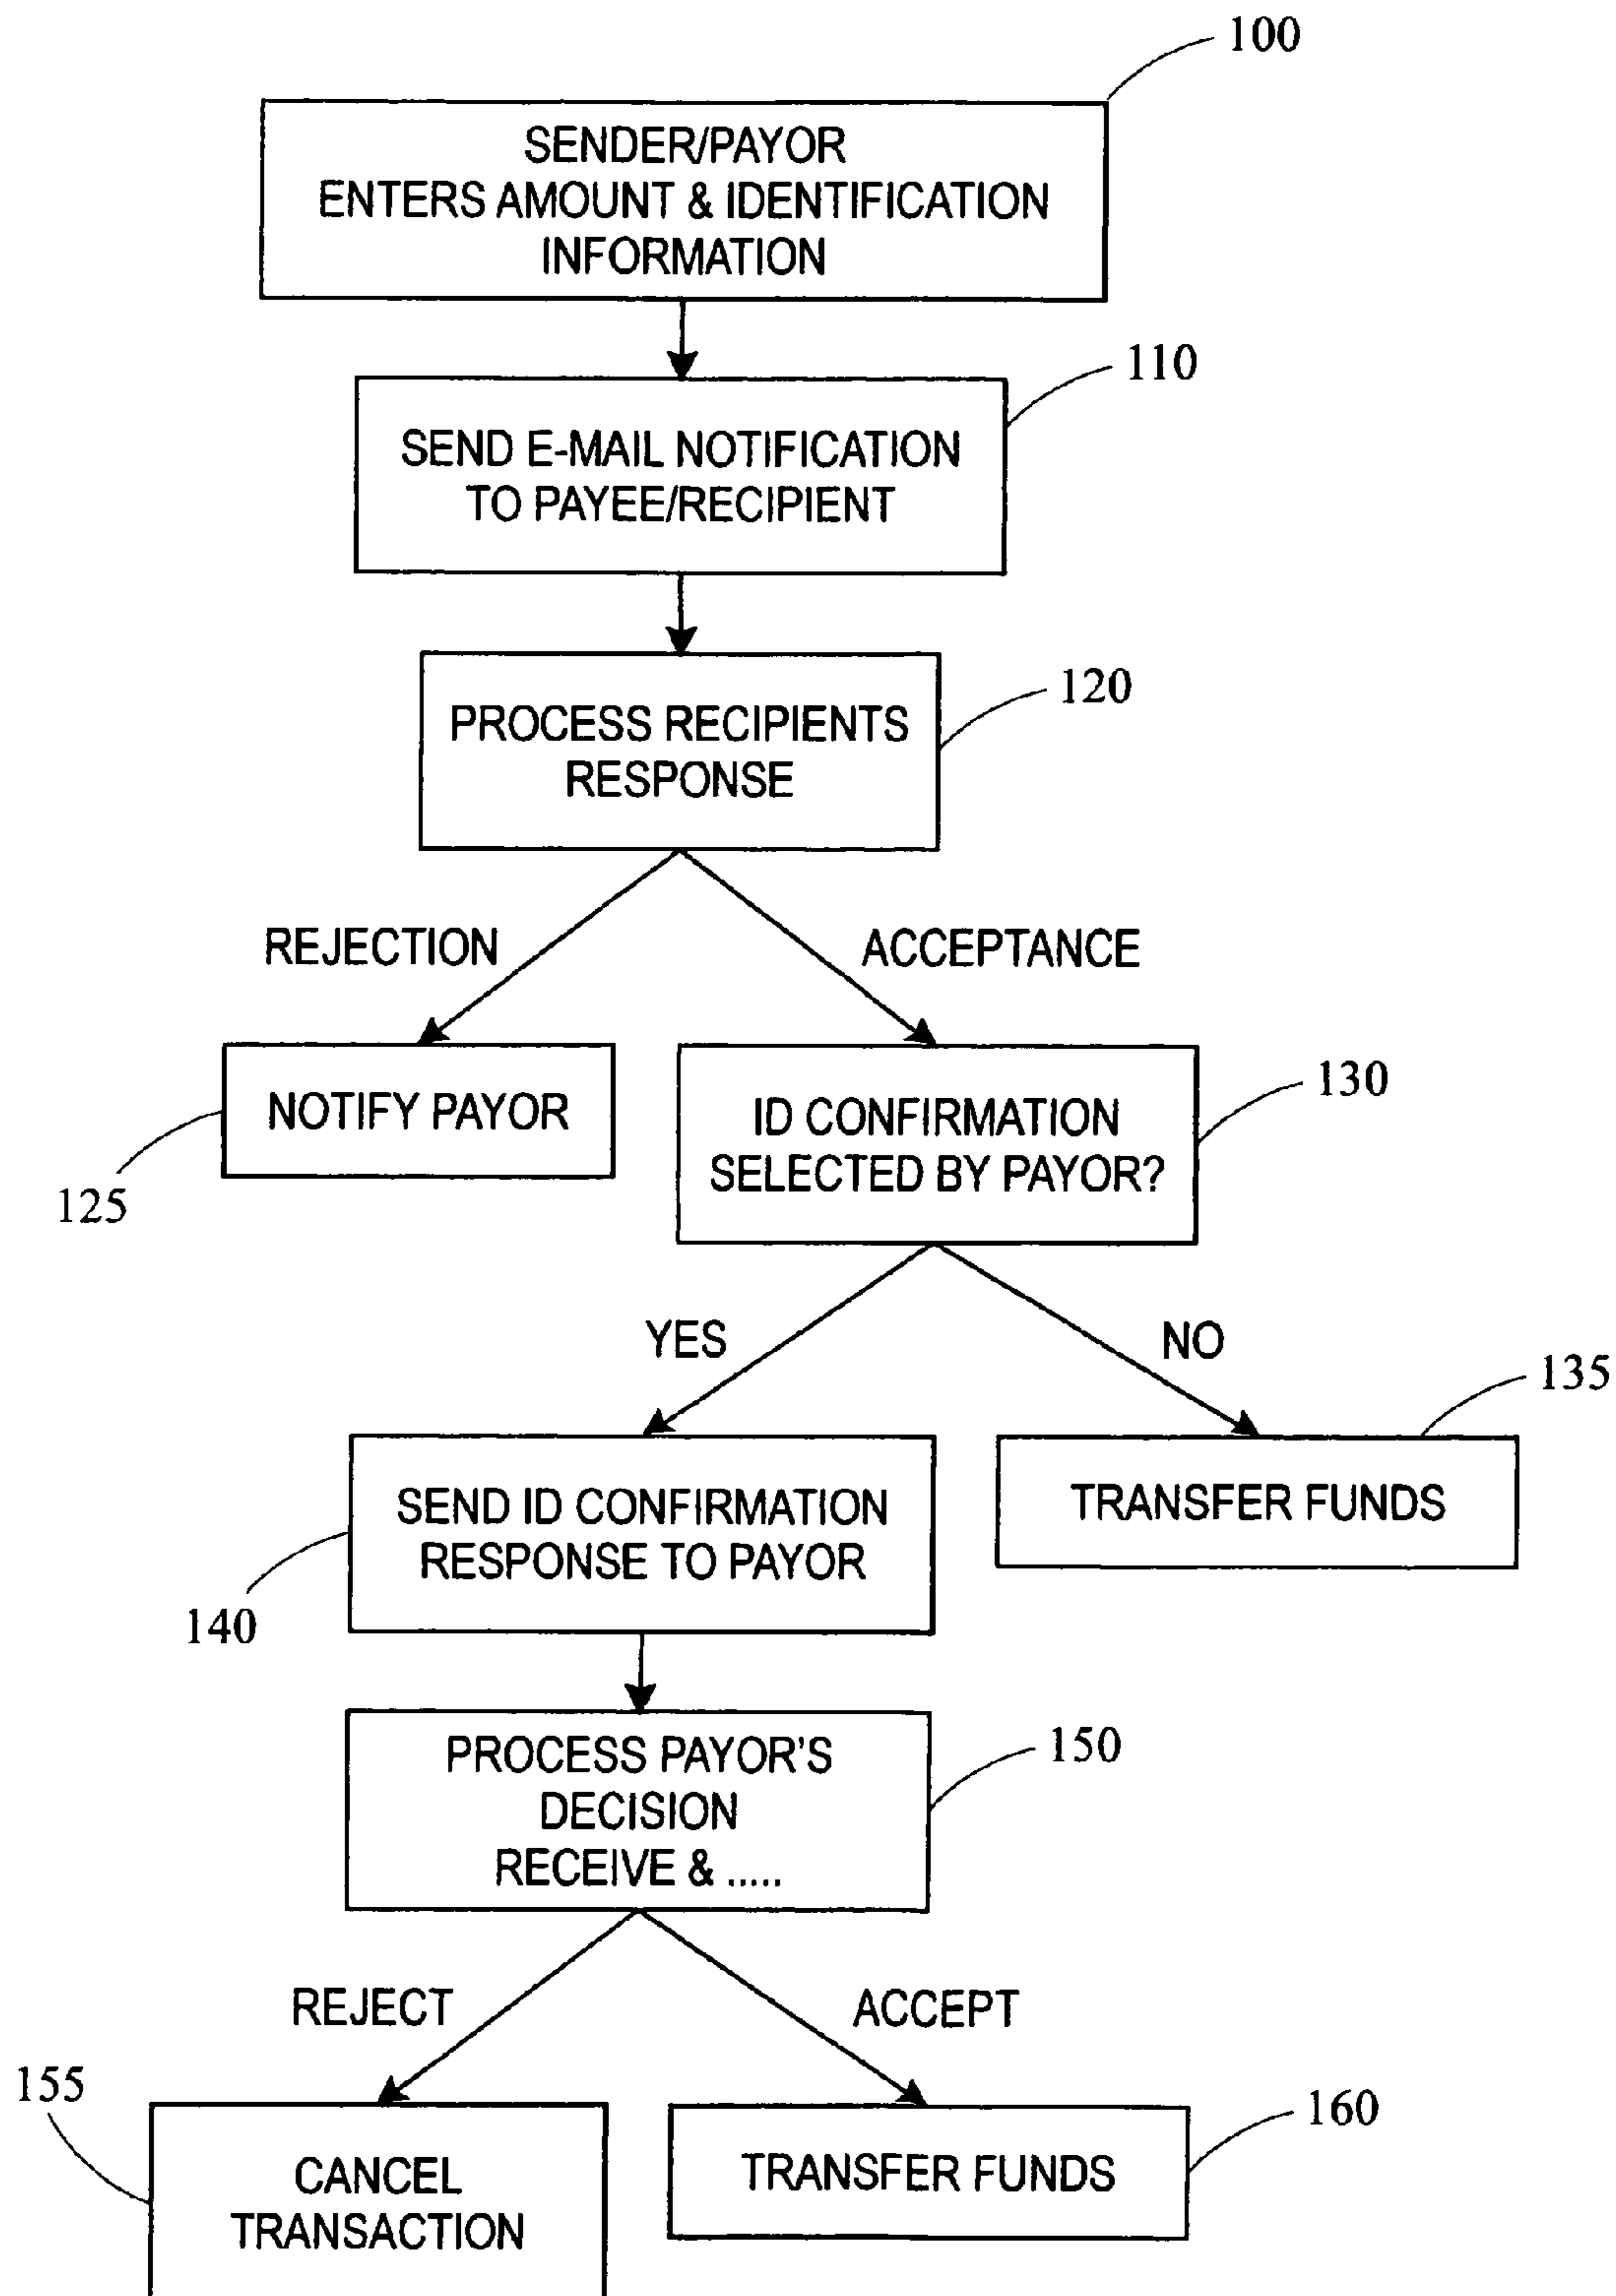 100
SENDER/PAYOR
ENTERS AMOUNT & IDENTIFICATION
INFORMATION
110
SEND E-MAIL NOTIFICATION
TO PAYEE/RECIPIENT
120
PROCESS RECIPIENTS
RESPONSE
REJECTION
ACCEPTANCE
NOTIFY PAYOR
125
130
ID CONFIRMATION
SELECTED BY PAYOR?
YES
NO
135
SEND ID CONFIRMATION
RESPONSE TO PAYOR
140
TRANSFER FUNDS
PROCESS PAYOR'S
DECISION
RECEIVE & .....
150
REJECT
ACCEPT
155
CANCEL
TRANSACTION
160
TRANSFER FUNDS